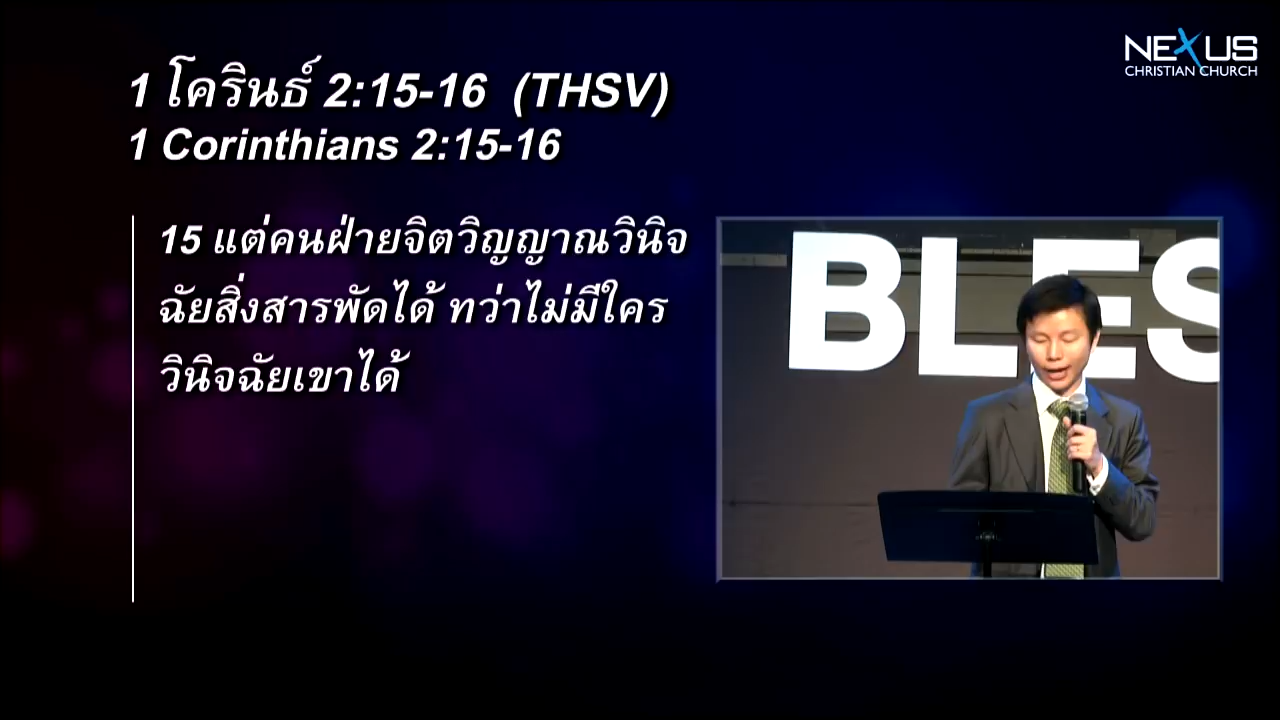 NEXUS
CHRISTIAN CHURCH
1 โครินธ์ 2:15-16 (THSV)
1 Corinthians 2:15-16
15 แต่คนฝ่ายจิตวิญญาณวินิจ
ฉัยสิ่งสารพัดได้ ทว่าไม่มีใคร
วินิจฉัยเขาได้
BLES